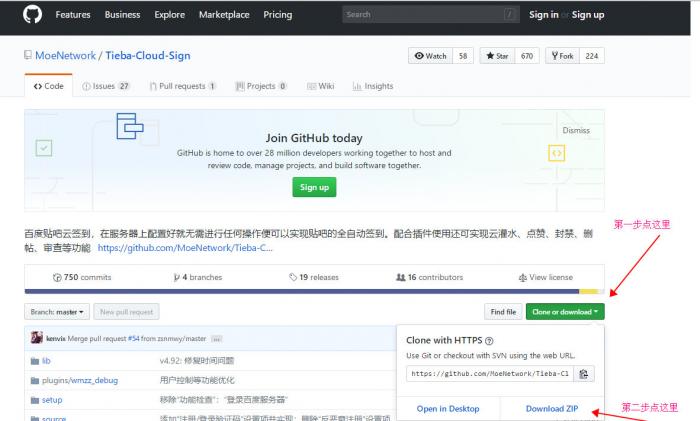 Features Business Explore Marketplace Pricing Search / Sign in or Sign up
MoeNetwork / Tieba-Cloud-Sign Watch 58 Star 670 Fork 224
Code Issues 27 Pull requests 1 Projects 0 Wiki Insights
Dismiss
Join GitHub today
GitHub is home to over 28 million developers working together to host and
review code, manage projects, and build software together.
Sign up
第一步点这里
百度贴吧云签到，在服务器上配置好就无需进行任何操作便可以实现贴吧的全自动签到。配合插件使用还可实现云灌水、点赞、封禁、删
帖、审查等功能 https://github.com/MoeNetwork/Tieba-C...
750 commits 4 branches 19 releases 16 contributors View license
Branch: master New pull request Find file Clone or download
kenvix Merge pull request #54 from zsnmwy/master ...
Clone with HTTPS
Use Git or checkout with SVN using the web URL.
https://github.com/MoeNetwork/Tieba-Cl
Open in Desktop Download ZIP
第二步点这里
lib v4.92: 修复时间问题
plugins/wmzz_debug 用户控制等功能优化
setup 移除"功能检查"："登录百度服务器"
source 添加"注册/登录验证码"设置项并实现；删除"反恶意注册"设置项